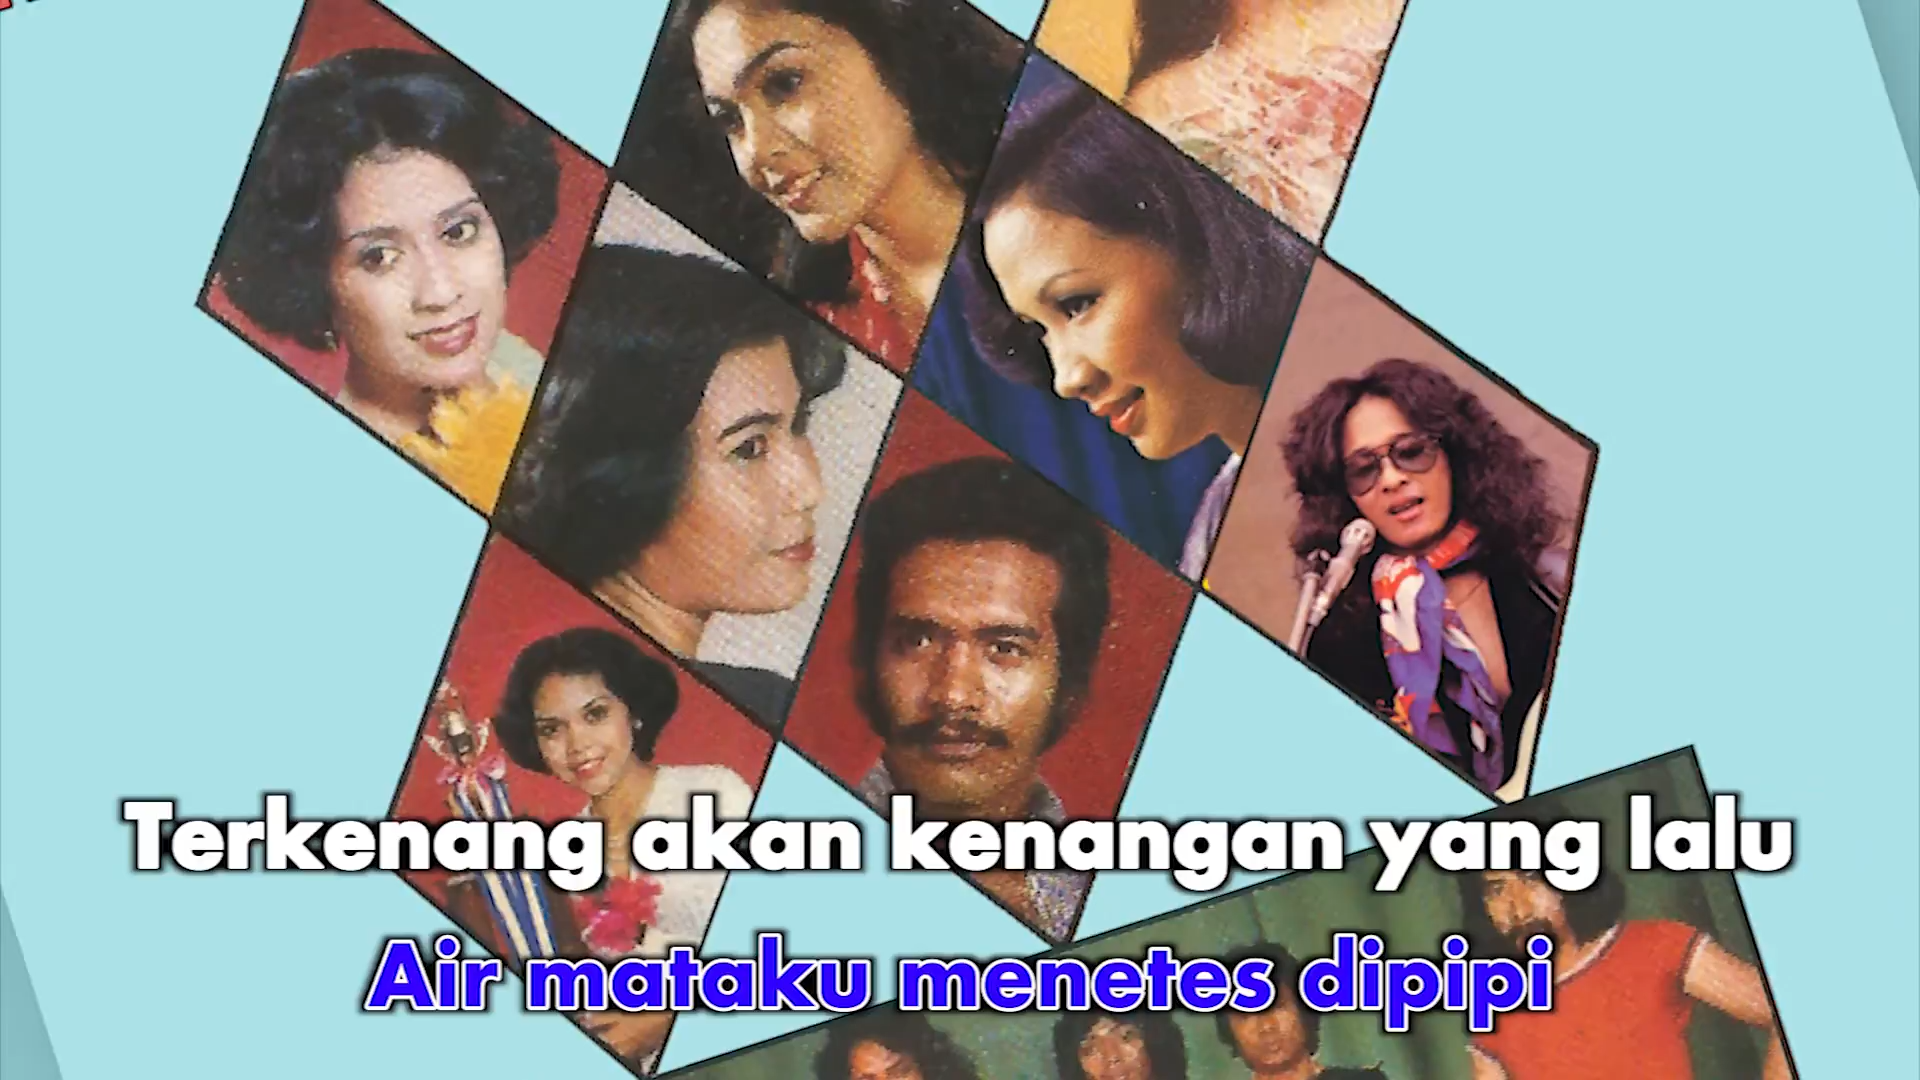 Terkenang akan kenangan yang lalu
Air mataku menetes dipipi